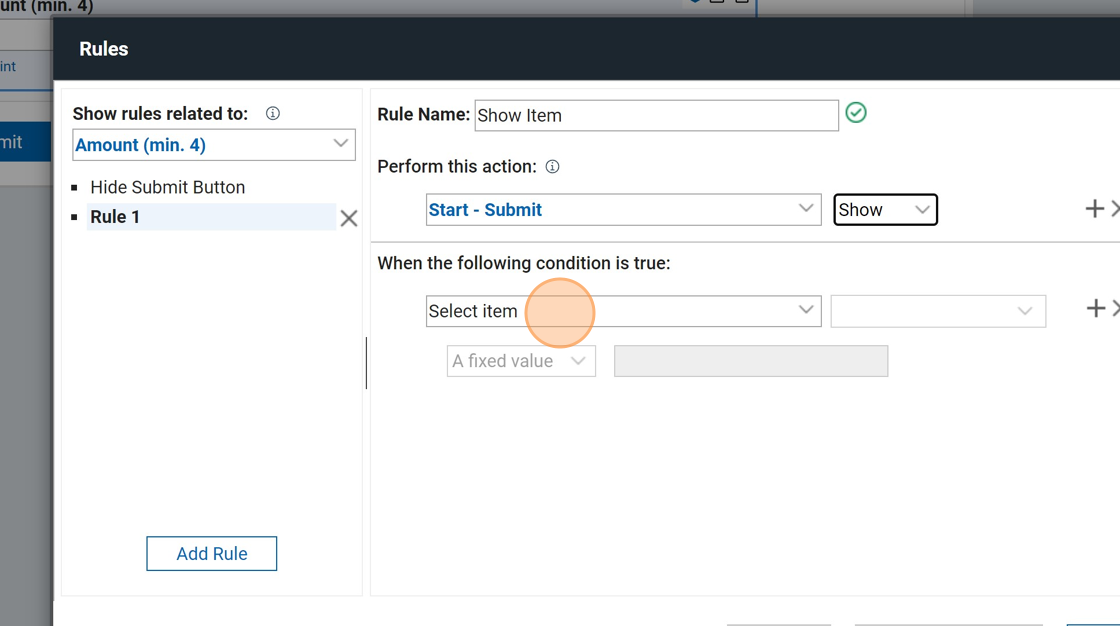 unt (min. 4)
int
mit
Rules
Show rules related to:
Amount (min. 4)
Hide Submit Button
Rule 1
Add Rule
Rule Name: Show Item
Perform this action:
Start - Submit Show
When the following condition is true:
Select item
A fixed value